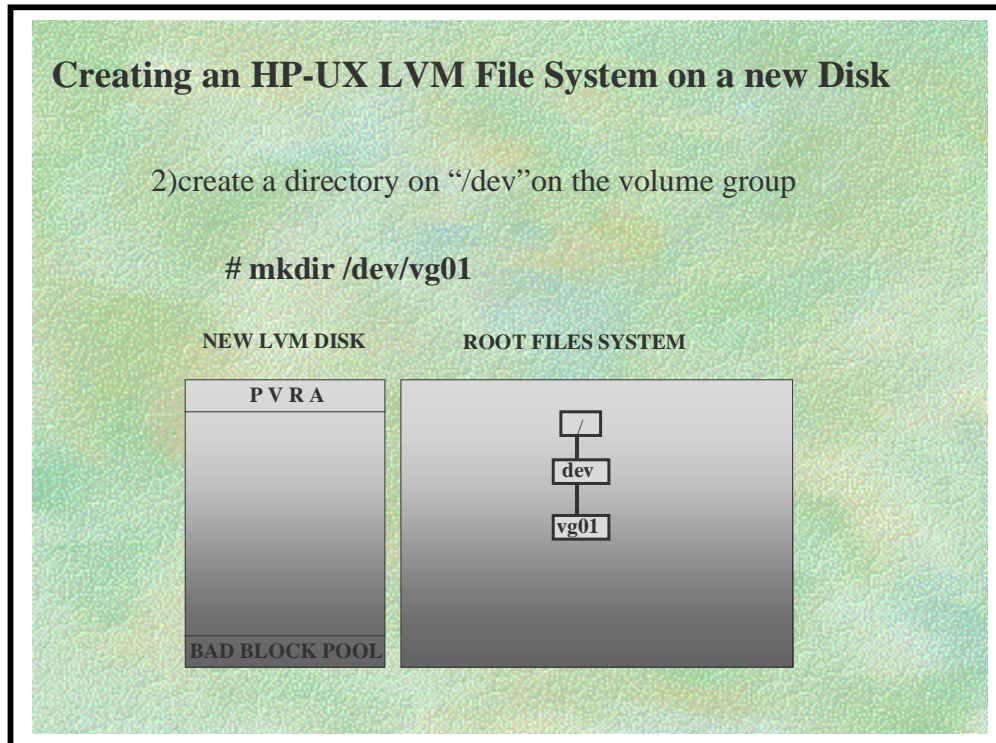 Creating an HP-UX LVM File System on a new Disk
2)create a directory on “/dev”on the volume group
# mkdir /dev/vg01
NEW LVM DISK
ROOT FILES SYSTEM
P V R A
/
dev
vg01
BAD BLOCK POOL